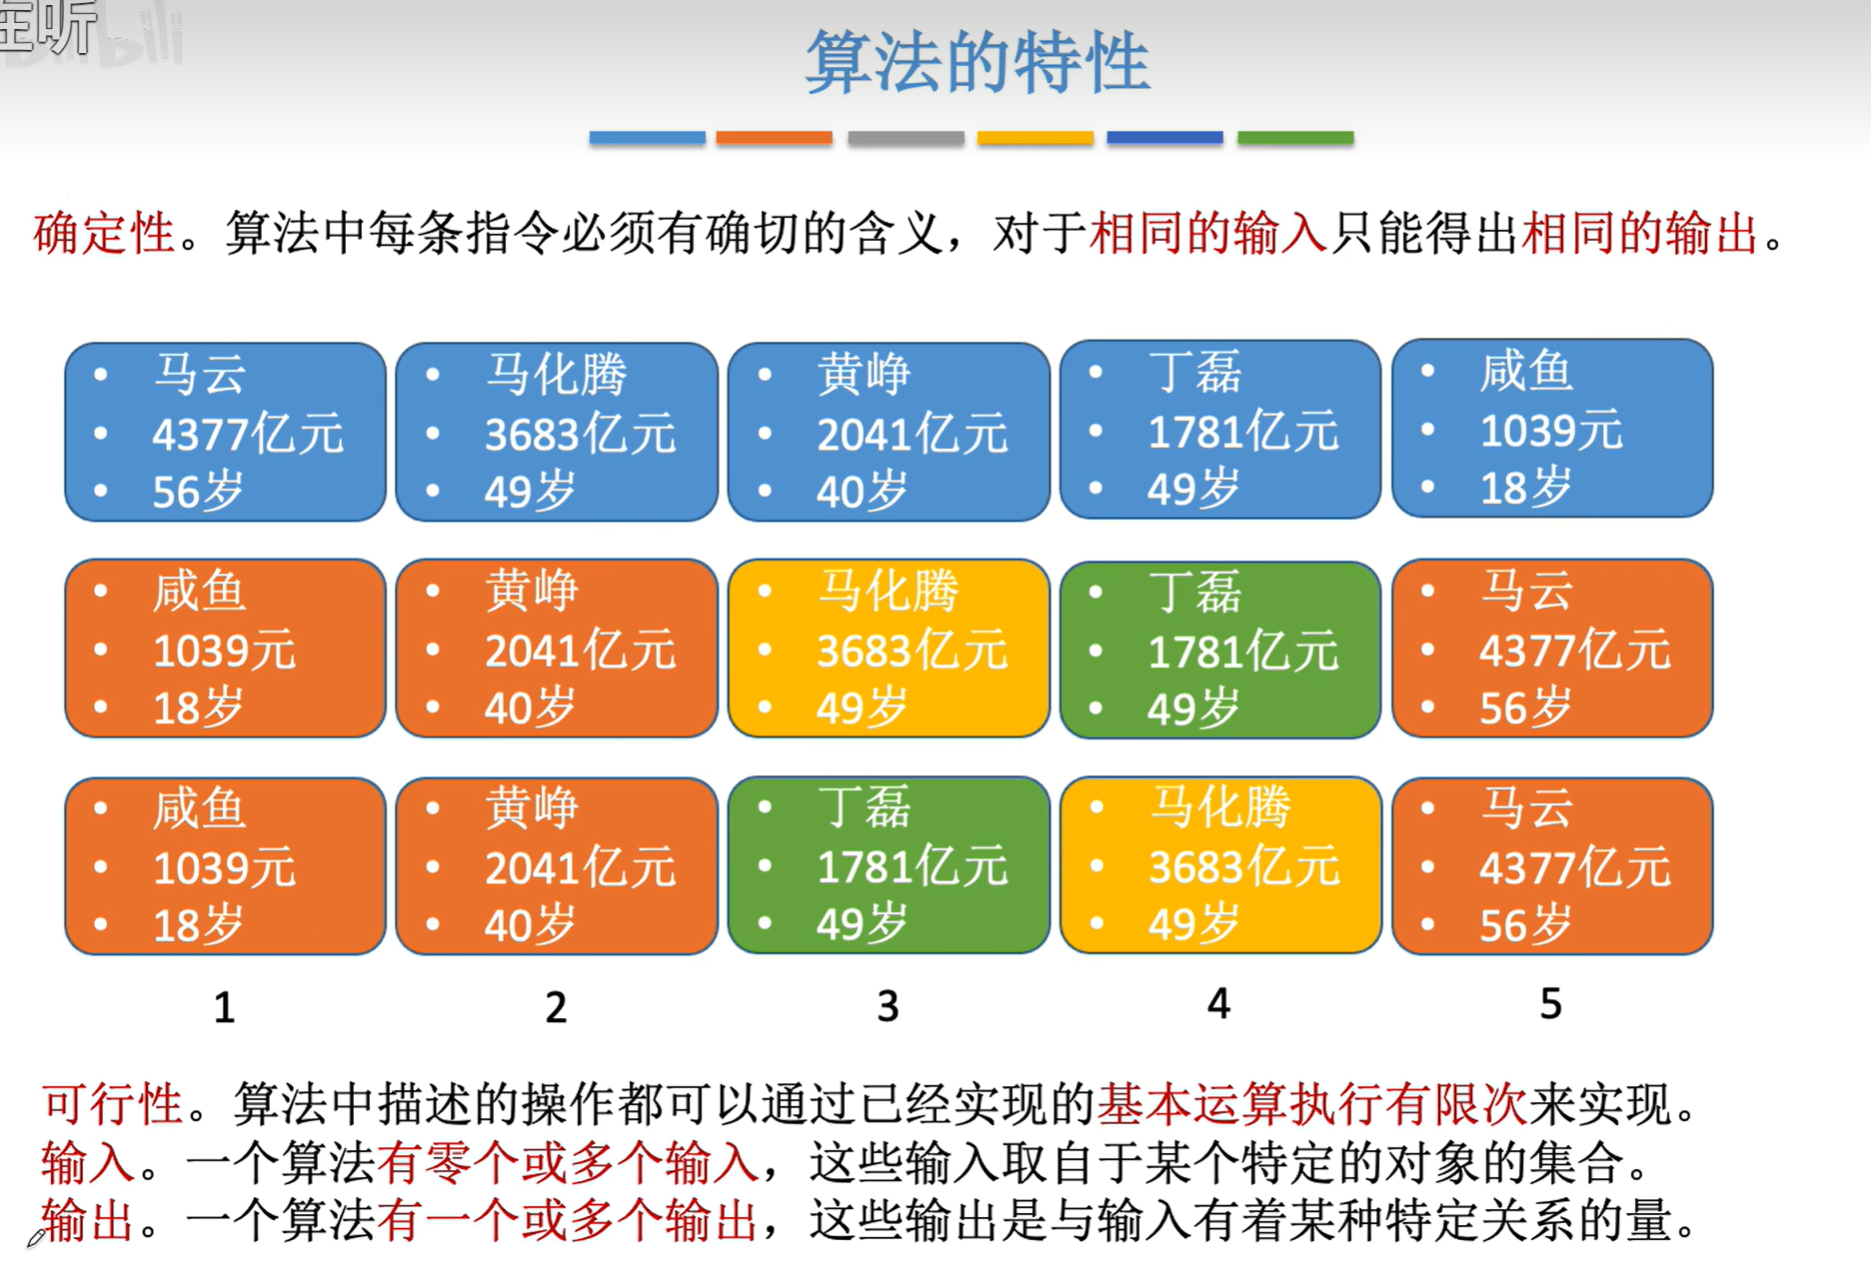 在听
bilibili
算法的特性
确定性。算法中每条指令必须有确切的含义，对于相同的输入只能得出相同的输出。
• 马云
• 4377亿元
• 56岁
• 马化腾
• 3683亿元
• 49岁
• 黄峥
• 2041亿元
• 40岁
• 丁磊
• 1781亿元
• 49岁
• 咸鱼
• 1039元
• 18岁
• 咸鱼
• 1039元
• 18岁
• 黄峥
• 2041亿元
• 40岁
• 马化腾
• 3683亿元
• 49岁
• 丁磊
• 1781亿元
• 49岁
• 马云
• 4377亿元
• 56岁
• 咸鱼
• 1039元
• 18岁
• 黄峥
• 2041亿元
• 40岁
• 丁磊
• 1781亿元
• 49岁
• 马化腾
• 3683亿元
• 49岁
• 马云
• 4377亿元
• 56岁
1 2 3 4 5
可行性。算法中描述的操作都可以通过已经实现的基本运算执行有限次来实现。
输入。一个算法有零个或多个输入，这些输入取自于某个特定的对象的集合。
输出。一个算法有一个或多个输出，这些输出是与输入有着某种特定关系的量。